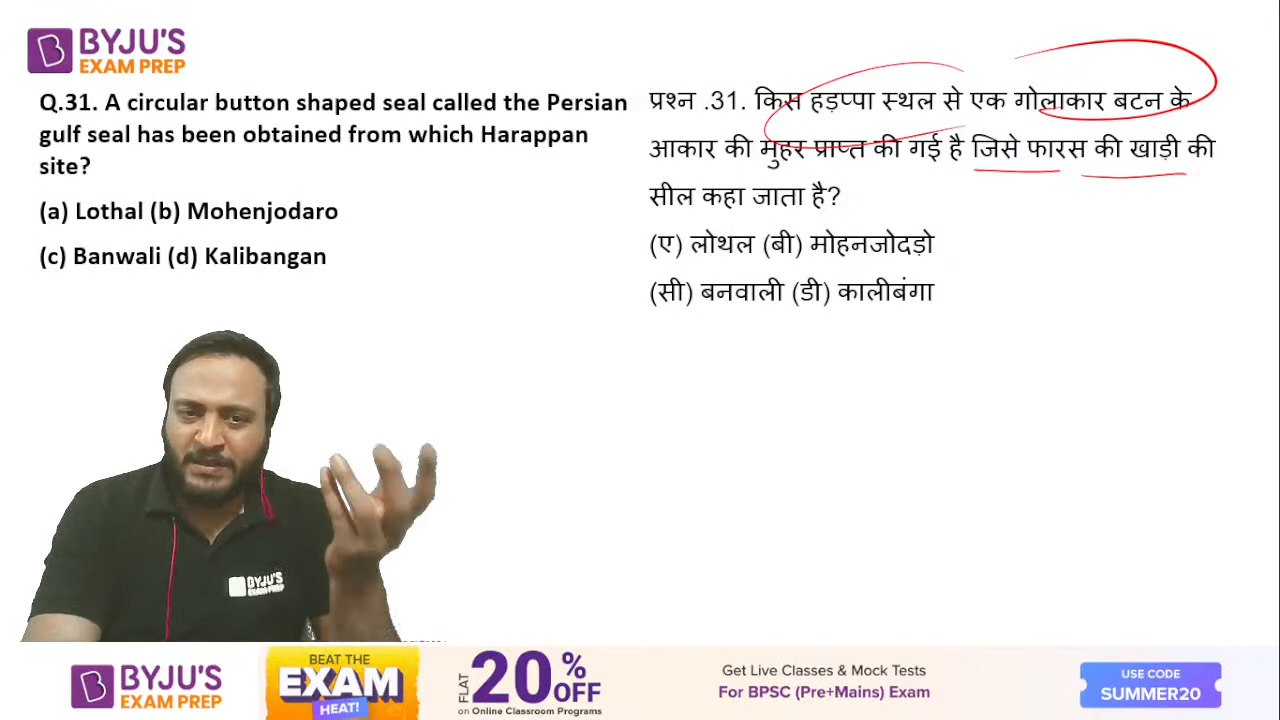 BYJU'S
EXAM PREP
Q.31. A circular button shaped seal called the Persian
gulf seal has been obtained from which Harappan
site?
(a) Lothal (b) Mohenjodaro
(c) Banwali (d) Kalibangan
प्रश्न .31. किस हड़प्पा स्थल से एक गोलाकार बटन के
आकार की मुहर प्राप्त की गई है जिसे फारस की खाड़ी की
सील कहा जाता है?
(ए) लोथल (बी) मोहनजोदड़ो
(सी) बनवाली (डी) कालीबंगा
BYJU'S
EXAM PREP
BYJU'S
EXAM PREP
BEAT THE
EXAM
HEAT!
FLAT 20% OFF
on Online Classroom Programs
Get Live Classes & Mock Tests
For BPSC (Pre+Mains) Exam
USE CODE
SUMMER20